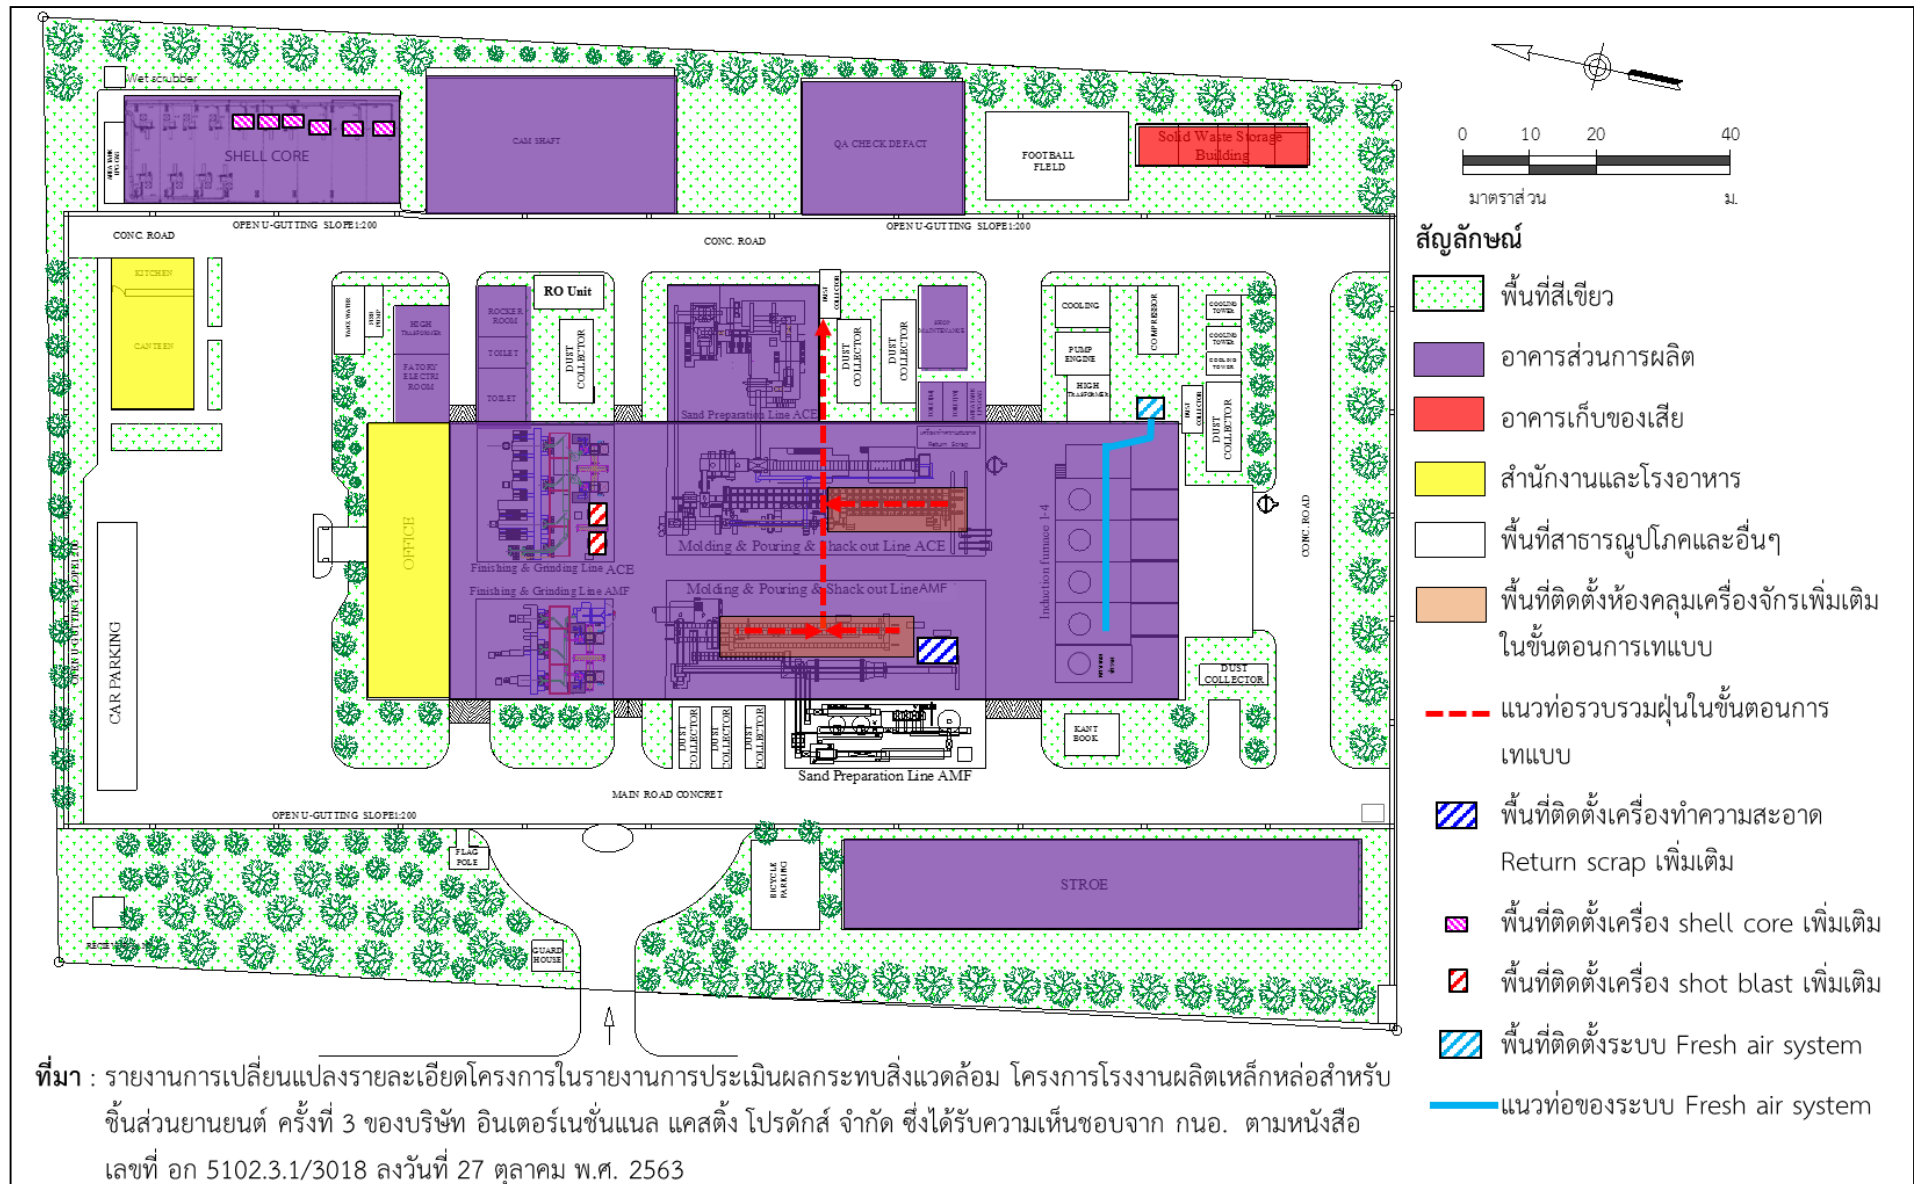 Wet scrubber
SHELL CORE
CAM SHAFT
QA CHECK DEFACT
FOOTBALL
FLELD
Solid Waste Storage
Building
0 10 20 40
มาตราส่วน ม.
CONC. ROAD
OPEN U-GUTTING SLOPE1:200
CONC. ROAD
OPEN U-GUTTING SLOPE1:200
KITCHEN
CANTEEN
HIGH
TRANSFORMER
FATORY
ELECTRI
ROOM
ROCKER
ROOM
TOILET
TOILET
RO Unit
DUST
COLLECTOR
Sand Preparation Line ACE
DUST
COLLECTOR
DUST
COLLECTOR
DUST
COLLECTOR
SHOP
MAINTENANCE
COOLING
PUMP
ENGINE
HIGH
TRASFORMER
COMPRESSOR
COOLING
TOWER
COOLING
TOWER
COOLING
TOWER
DUST
COLLECTOR
DUST
COLLECTOR
Return Scrap
OFFICE
Finishing & Grinding Line ACE
Finishing & Grinding Line AMF
Molding & Pouring & Shack out Line ACE
Molding & Pouring & Shack out LineAMF
Induction furnace 1-4
CONC. ROAD
OPEN U-GUTTING SLOPE1:200
CAR PARKING
DUST
COLLECTOR
DUST
COLLECTOR
DUST
COLLECTOR
Sand Preparation Line AMF
DUST
COLLECTOR
KANT
BOOK
MAIN ROAD CONCRET
OPEN U-GUTTING SLOPE1:200
FLAG
POLE
GUARD
HOUSE
BICYCLE
PARKING
STROE
สัญลักษณ์
พื้นที่สีเขียว
อาคารส่วนการผลิต
อาคารเก็บของเสีย
สำนักงานและโรงอาหาร
พื้นที่สาธารณูปโภคและอื่นๆ
พื้นที่ติดตั้งห้องคลุมเครื่องจักรเพิ่มเติม
ในขั้นตอนการเทแบบ
แนวท่อรวบรวมฝุ่นในขั้นตอนการ
เทแบบ
พื้นที่ติดตั้งเครื่องทำความสะอาด
Return scrap เพิ่มเติม
พื้นที่ติดตั้งเครื่อง shell core เพิ่มเติม
พื้นที่ติดตั้งเครื่อง shot blast เพิ่มเติม
พื้นที่ติดตั้งระบบ Fresh air system
แนวท่อของระบบ Fresh air system
ที่มา : รายงานการเปลี่ยนแปลงรายละเอียดโครงการในรายงานการประเมินผลกระทบสิ่งแวดล้อม โครงการโรงงานผลิตเหล็กหล่อสำหรับ
ชิ้นส่วนยานยนต์ ครั้งที่ 3 ของบริษัท อินเตอร์เนชั่นแนล แคสติ้ง โปรดักส์ จำกัด ซึ่งได้รับความเห็นชอบจาก กนอ. ตามหนังสือ
เลขที่ อก 5102.3.1/3018 ลงวันที่ 27 ตุลาคม พ.ศ. 2563